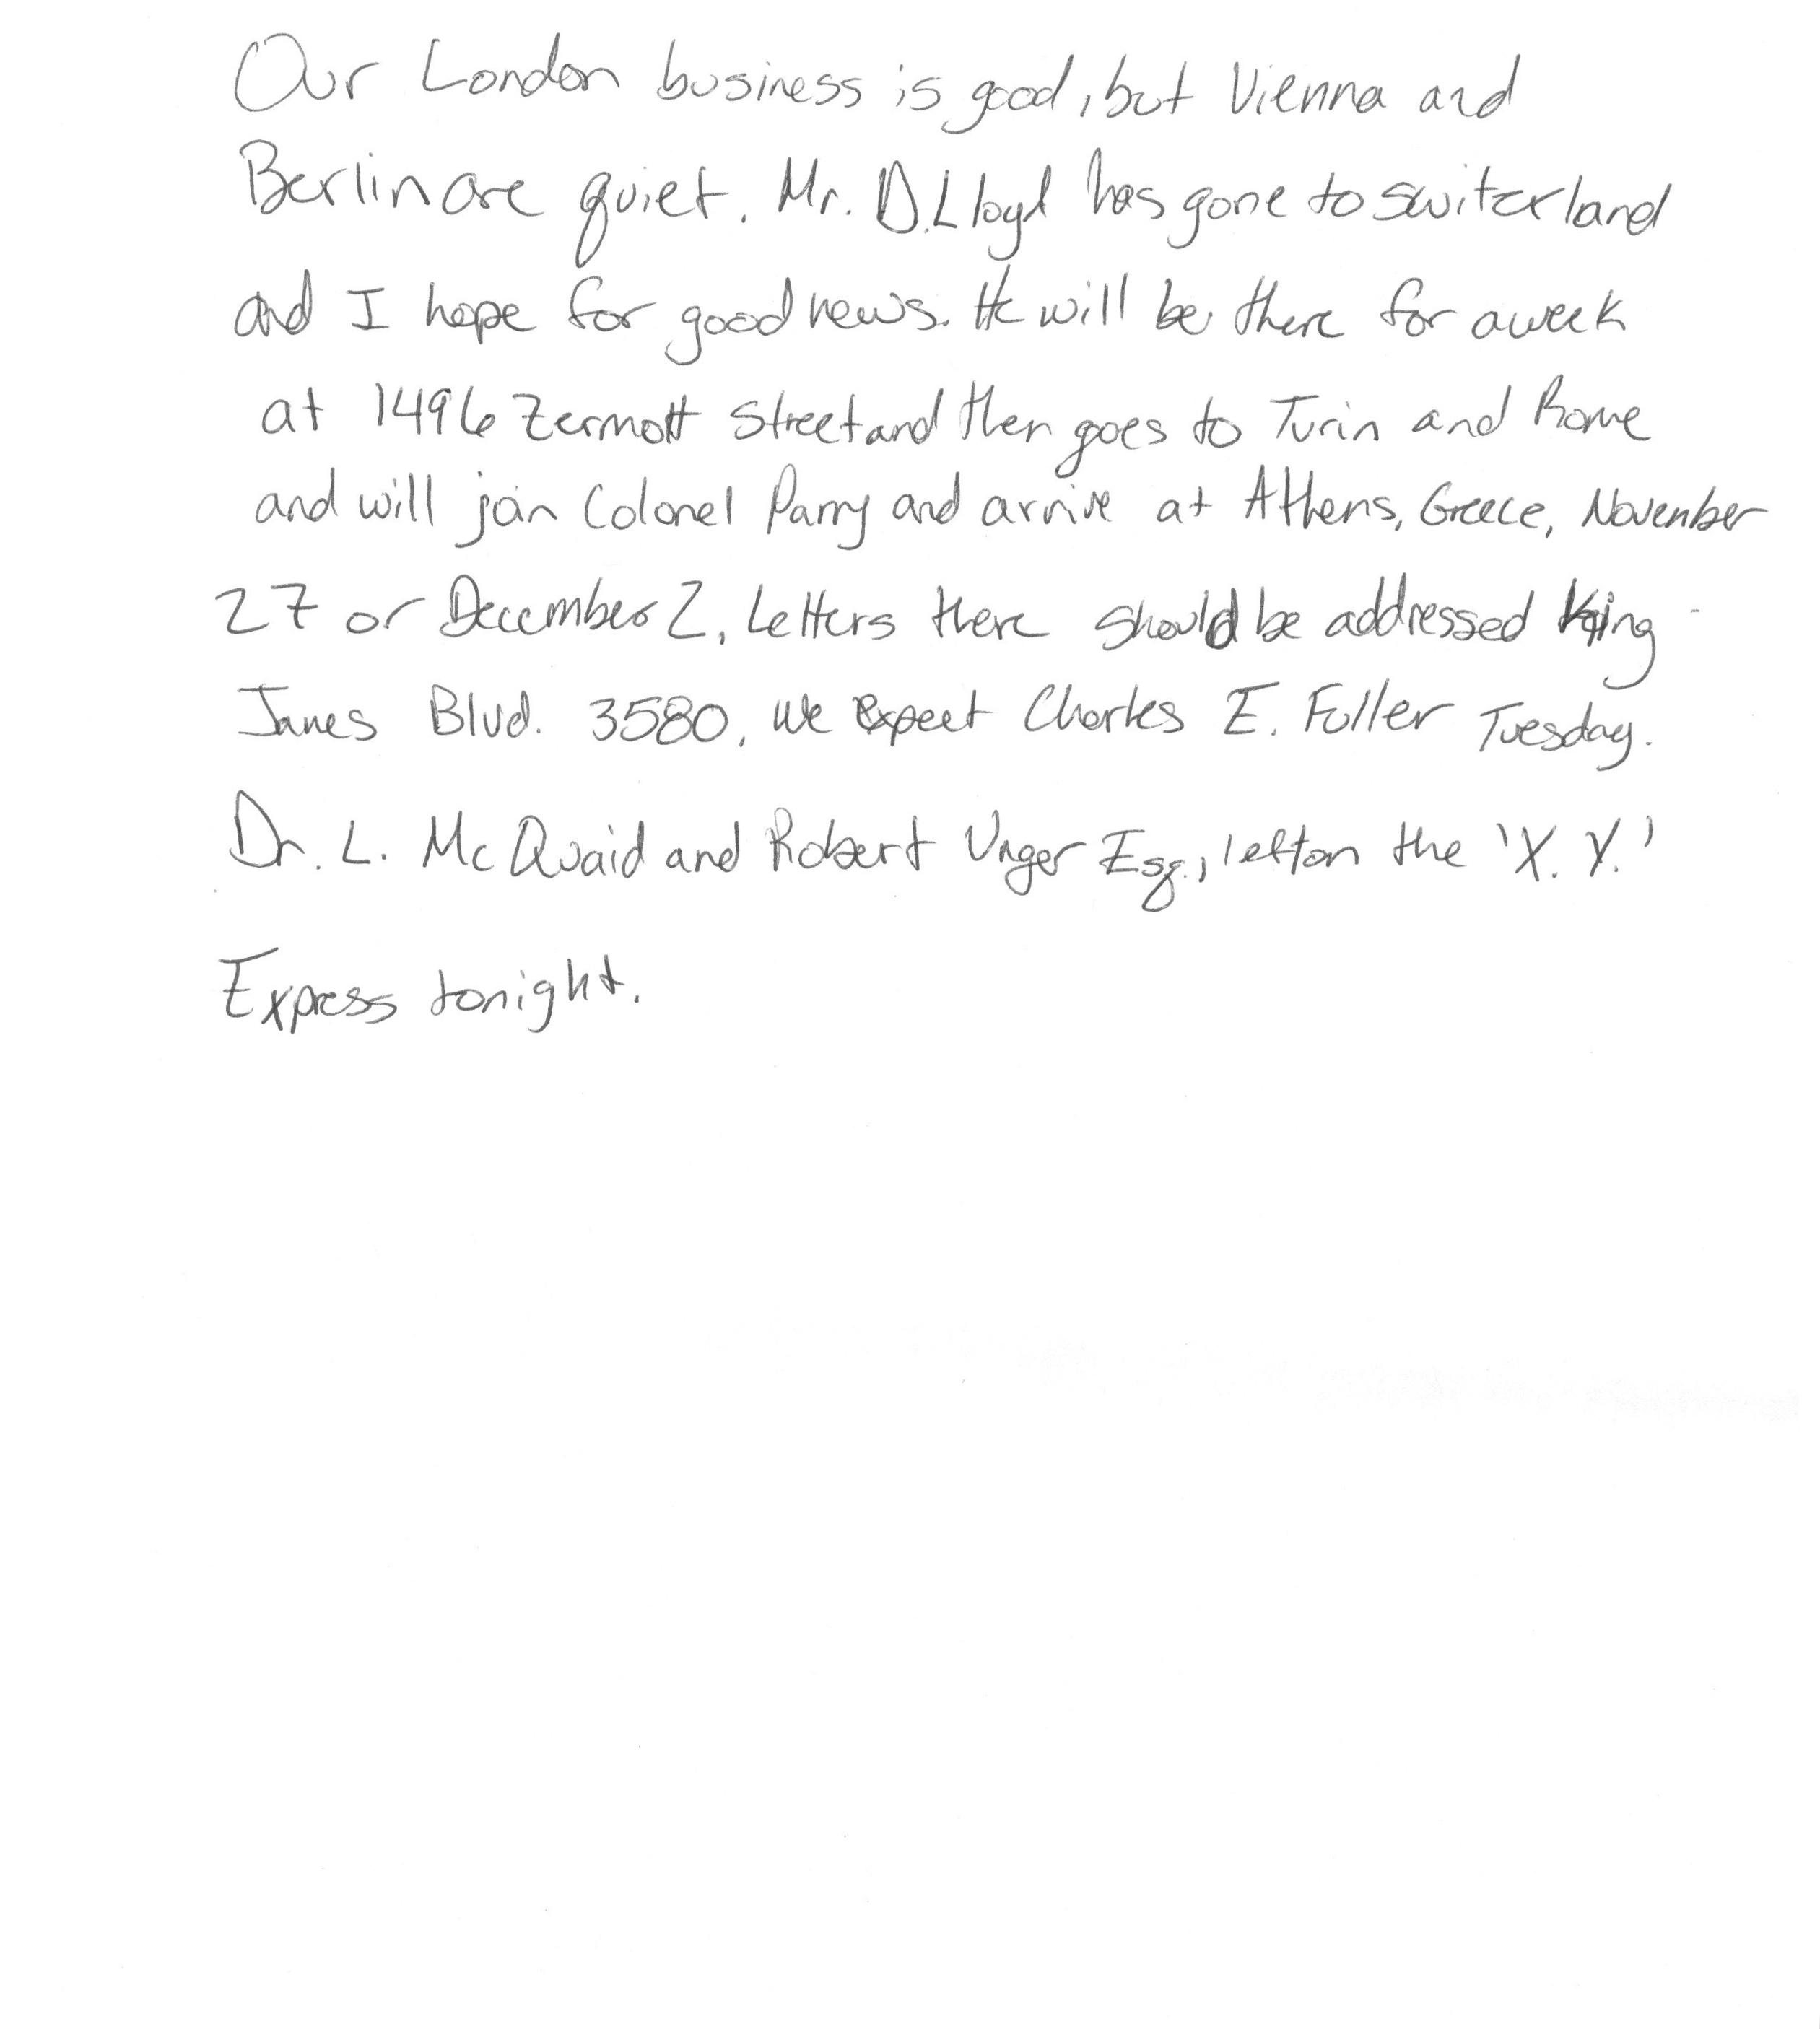 Our London business is good, but Vienna and
Berlin are quiet. Mr. D. Lloyd has gone to Switzerland
and I hope for good news. He will be there for a week
at 1496 Zermott Street and then goes to Turin and Rome
and will join Colonel Parry and arrive at Athens, Greece, November
27 or December 2. Letters there should be addressed King
James Blvd. 3580. We expect Charles E. Fuller Tuesday.
Dr. L. McQuaid and Robert Unger Esq., left on the 'X. Y.'
Express tonight.